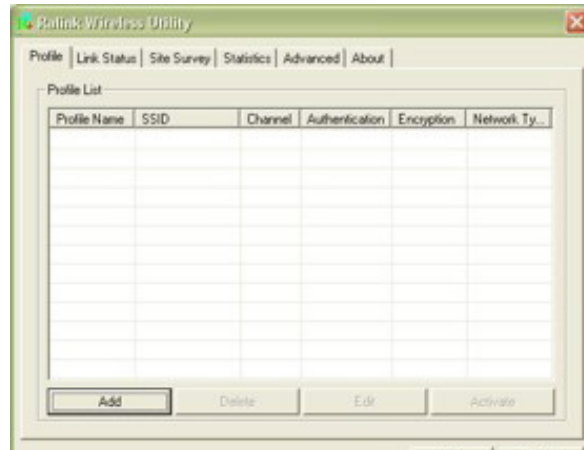 Ralink Wireless Utility
Profile Link Status Site Survey Statistics Advanced About
Profile List
Profile Name SSID Channel Authentication Encryption Network Ty...
Add Delete Edit Activate